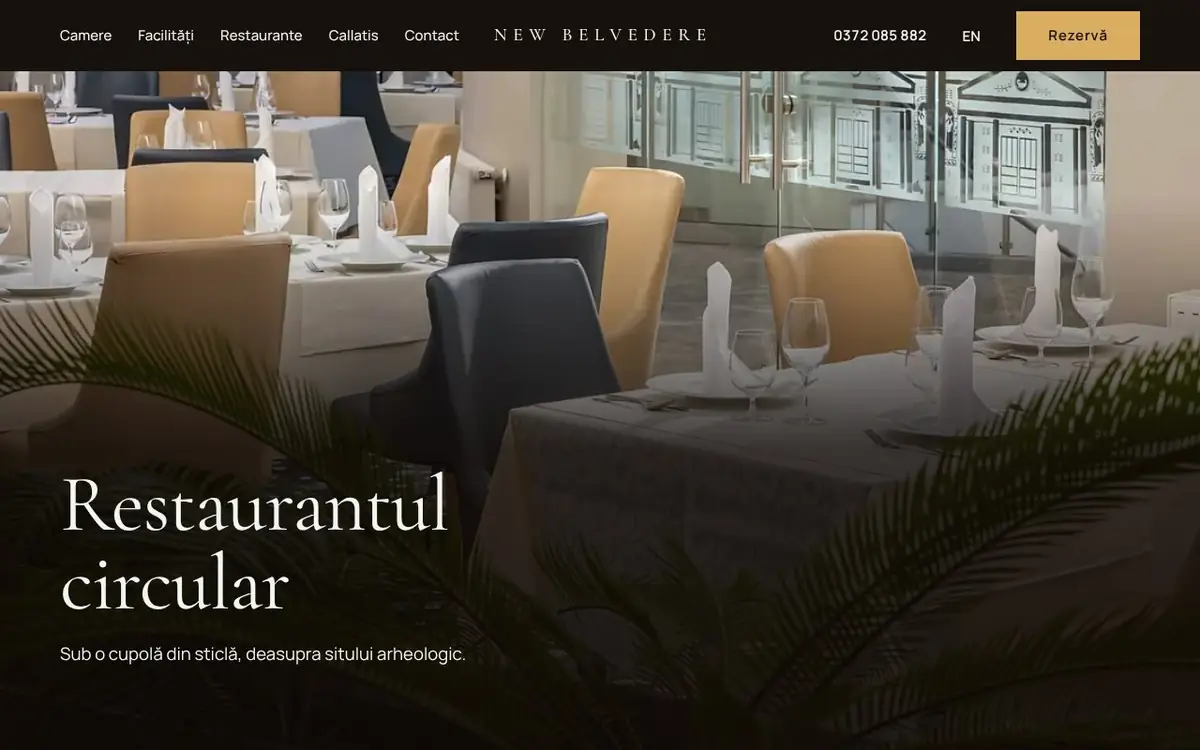 Camere
Facilități
Restaurante
Callatis
Contact
NEW BELVEDERE
0372 085 882
EN
Rezervă
Restaurantul
circular
Sub o cupolă din sticlă, deasupra sitului arheologic.